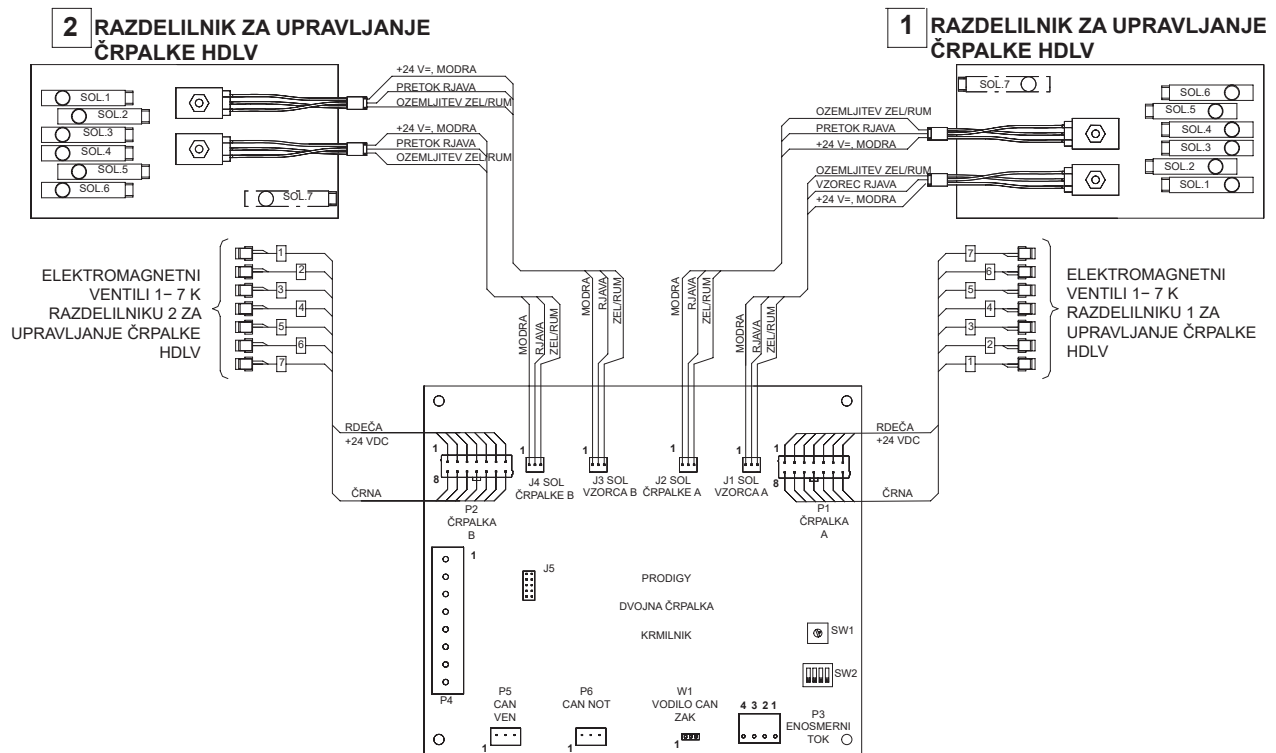 2 RAZDELILNIK ZA UPRAVLJANJE
ČRPALKE HDLV
SOL.1
SOL.2
SOL.3
SOL.4
SOL.5
SOL.6
SOL.7
+24 V=, MODRA
PRETOK RJAVA
OZEMLJITEV ZEL/RUM
+24 V=, MODRA
PRETOK RJAVA
OZEMLJITEV ZEL/RUM
1 RAZDELILNIK ZA UPRAVLJANJE
ČRPALKE HDLV
SOL.7
SOL.6
SOL.5
SOL.4
SOL.3
SOL.2
SOL.1
OZEMLJITEV ZEL/RUM
PRETOK RJAVA
+24 V=, MODRA
OZEMLJITEV ZEL/RUM
VZOREC RJAVA
+24 V=, MODRA
ELEKTROMAGNETNI
VENTILI 1− 7 K
RAZDELILNIKU 2 ZA
UPRAVLJANJE ČRPALKE
HDLV
1
2
3
4
5
6
7
MODRA
RJAVA
ZEL/RUM
MODRA
RJAVA
ZEL/RUM
MODRA
RJAVA
ZEL/RUM
MODRA
RJAVA
ZEL/RUM
7
6
5
4
3
2
1
ELEKTROMAGNETNI
VENTILI 1− 7 K
RAZDELILNIKU 1 ZA
UPRAVLJANJE ČRPALKE
HDLV
RDEČA
+24 VDC
ČRNA
1
8
P2
ČRPALKA
B
1
J4 SOL
ČRPALKE B
1
J3 SOL
VZORCA B
1
J2 SOL
ČRPALKE A
1
J1 SOL
VZORCA A
1
8
P1
ČRPALKA
A
RDEČA
+24 VDC
ČRNA
1
P4
J5
PRODIGY
DVOJNA ČRPALKA
KRMILNIK
SW1
SW2
P5
CAN
VEN
1
P6
CAN NOT
1
W1
VODILO CAN
ZAK
1
4 3 2 1
P3
ENOSMERNI
TOK